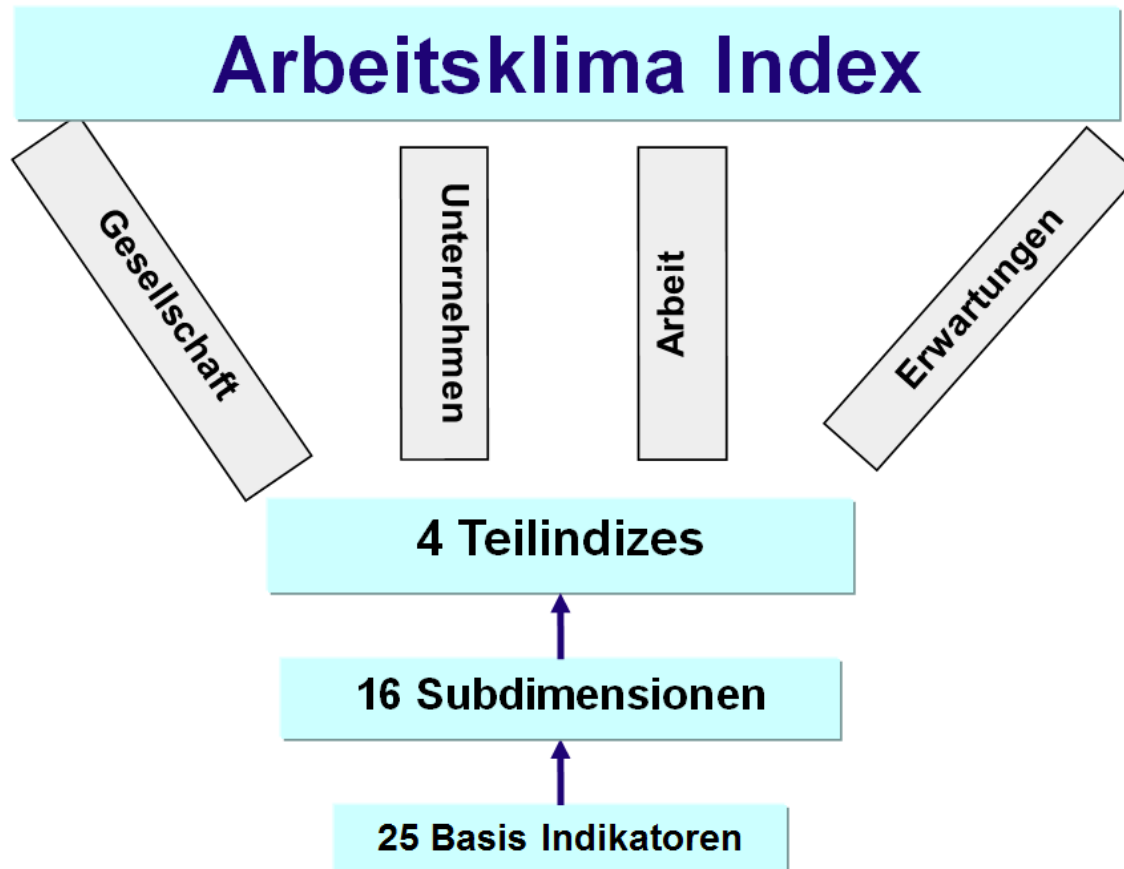 Arbeitsklima Index
Gesellschaft
Unternehmen
Arbeit
Erwartungen
4 Teilindizes
16 Subdimensionen
25 Basis Indikatoren